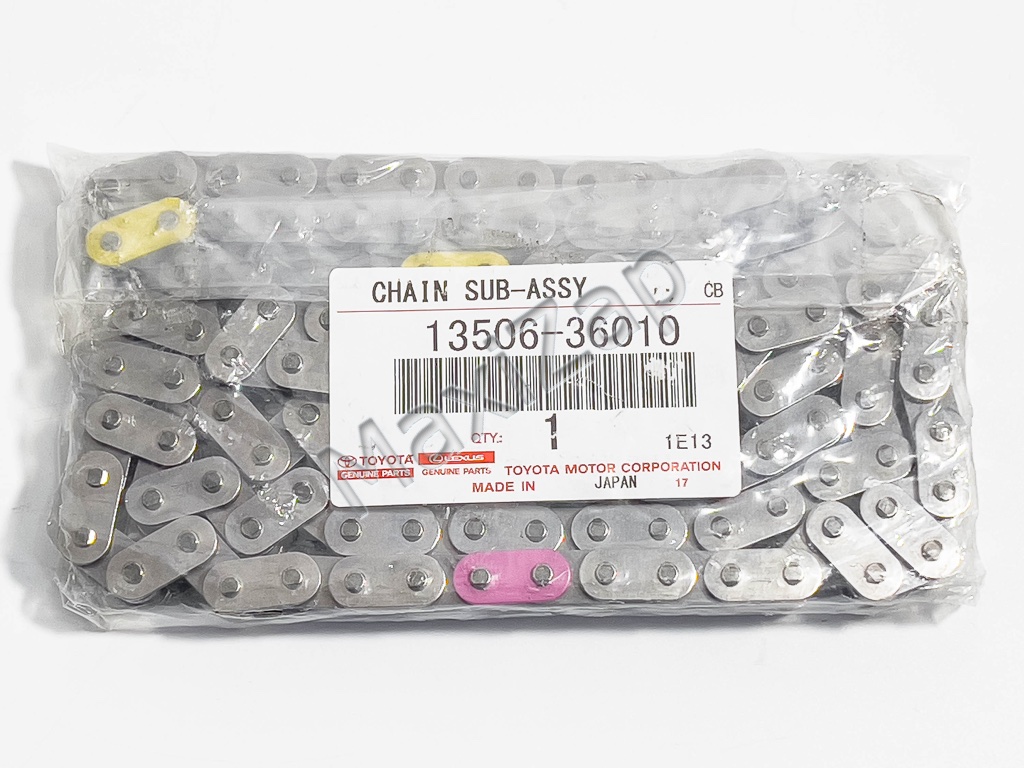 CHAIN SUB-ASSY CB
13506-36010
QTY.: 1 1E13
TOYOTA LEXUS
GENUINE PARTS GENUINE PARTS TOYOTA MOTOR CORPORATION
MADE IN JAPAN 17
MaxiZap